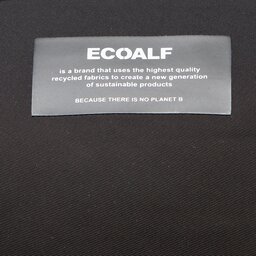 ECOALF
is a brand that uses the highest quality
recycled fabrics to create a new generation
of sustainable products
BECAUSE THERE IS NO PLANET B